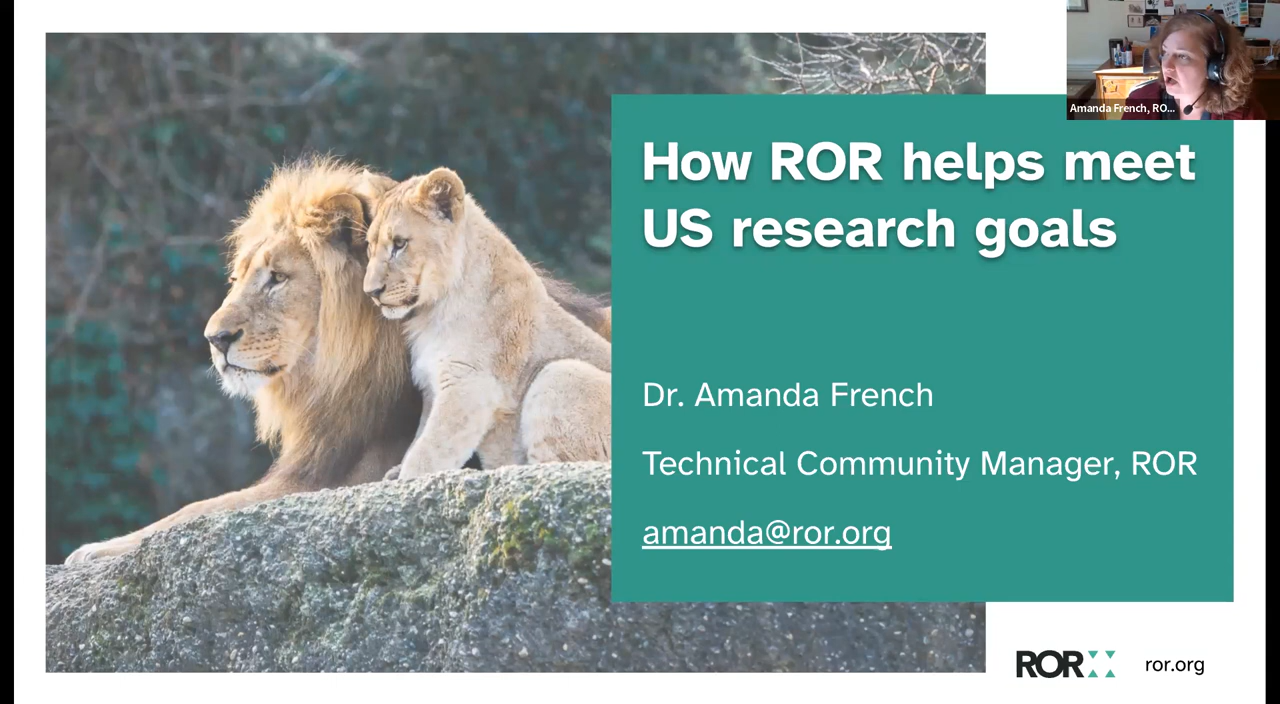 Amanda French, RO...
How ROR helps meet
US research goals
Dr. Amanda French
Technical Community Manager, ROR
amanda@ror.org
ROR
ror.org